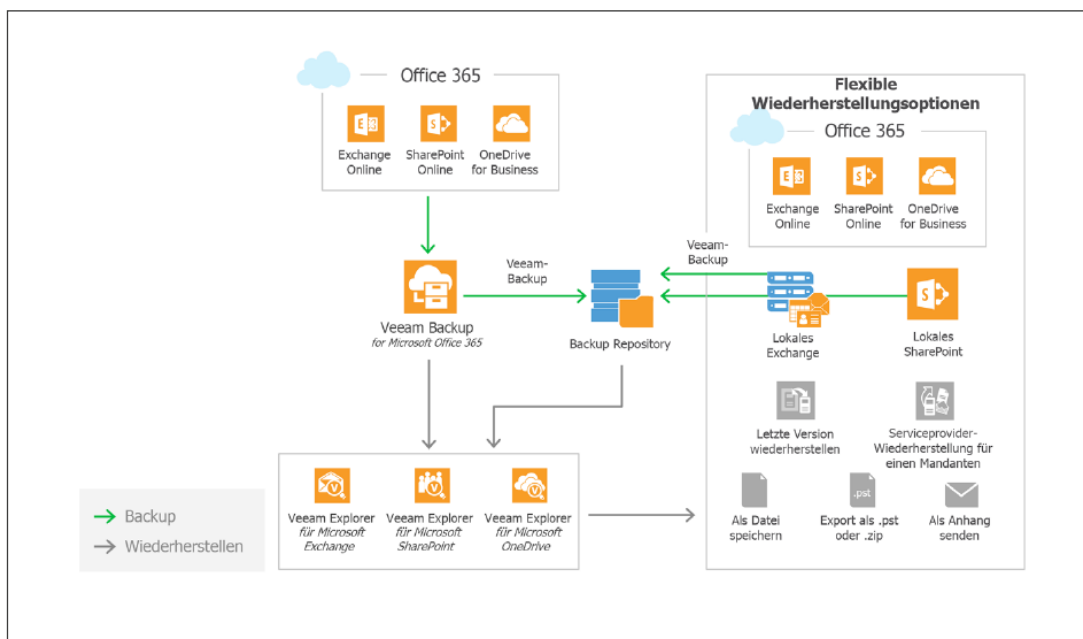 Office 365
Exchange
Online
SharePoint
Online
OneDrive
for Business
Veeam Backup
for Microsoft Office 365
Veeam-
Backup
Backup Repository
Veeam Explorer
für Microsoft
Exchange
Veeam Explorer
für Microsoft
SharePoint
Veeam Explorer
für Microsoft
OneDrive
Backup
Wiederherstellen
Flexible
Wiederherstellungsoptionen
Office 365
Exchange
Online
SharePoint
Online
OneDrive
for Business
Veeam-
Backup
Lokales
Exchange
Lokales
SharePoint
Letzte Version
wiederherstellen
Serviceprovider-
Wiederherstellung für
einen Mandanten
Als Datei
speichern
.pst
Export als .pst
oder .zip
Als Anhang
senden